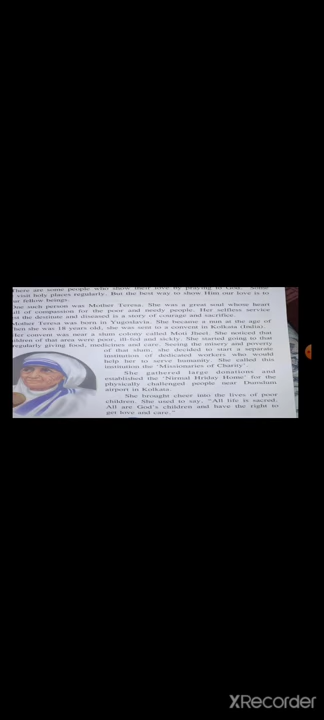 There are some people who show their love by praying to God. Some
visit holy places regularly. But the best way to show Him our love is to
our fellow beings.
One such person was Mother Teresa. She was a great soul whose heart
all of compassion for the poor and needy people. Her selfless service
the destitute and diseased is a story of courage and sacrifice.
Mother Teresa was born in Yugoslavia. She became a nun at the age of
when she was 18 years old, she was sent to a convent in Kolkata (India).
Her convent was near a slum colony called Moti Jheel. She noticed that
children of that area were poor, ill-fed and sickly. She started going to that
regularly giving food, medicines and care. Seeing the misery and poverty
of that slum, she decided to start a separate
institution of dedicated workers who would
help her to serve humanity. She called this
institution the 'Missionaries of Charity'.
She gathered large donations and
established the 'Nirmal Hriday Home' for the
physically challenged people near Dumdum
airport in Kolkata.
She brought cheer into the lives of poor
children. She used to say, "All life is sacred.
All are God's children and have the right to
get love and care."
XRecorder